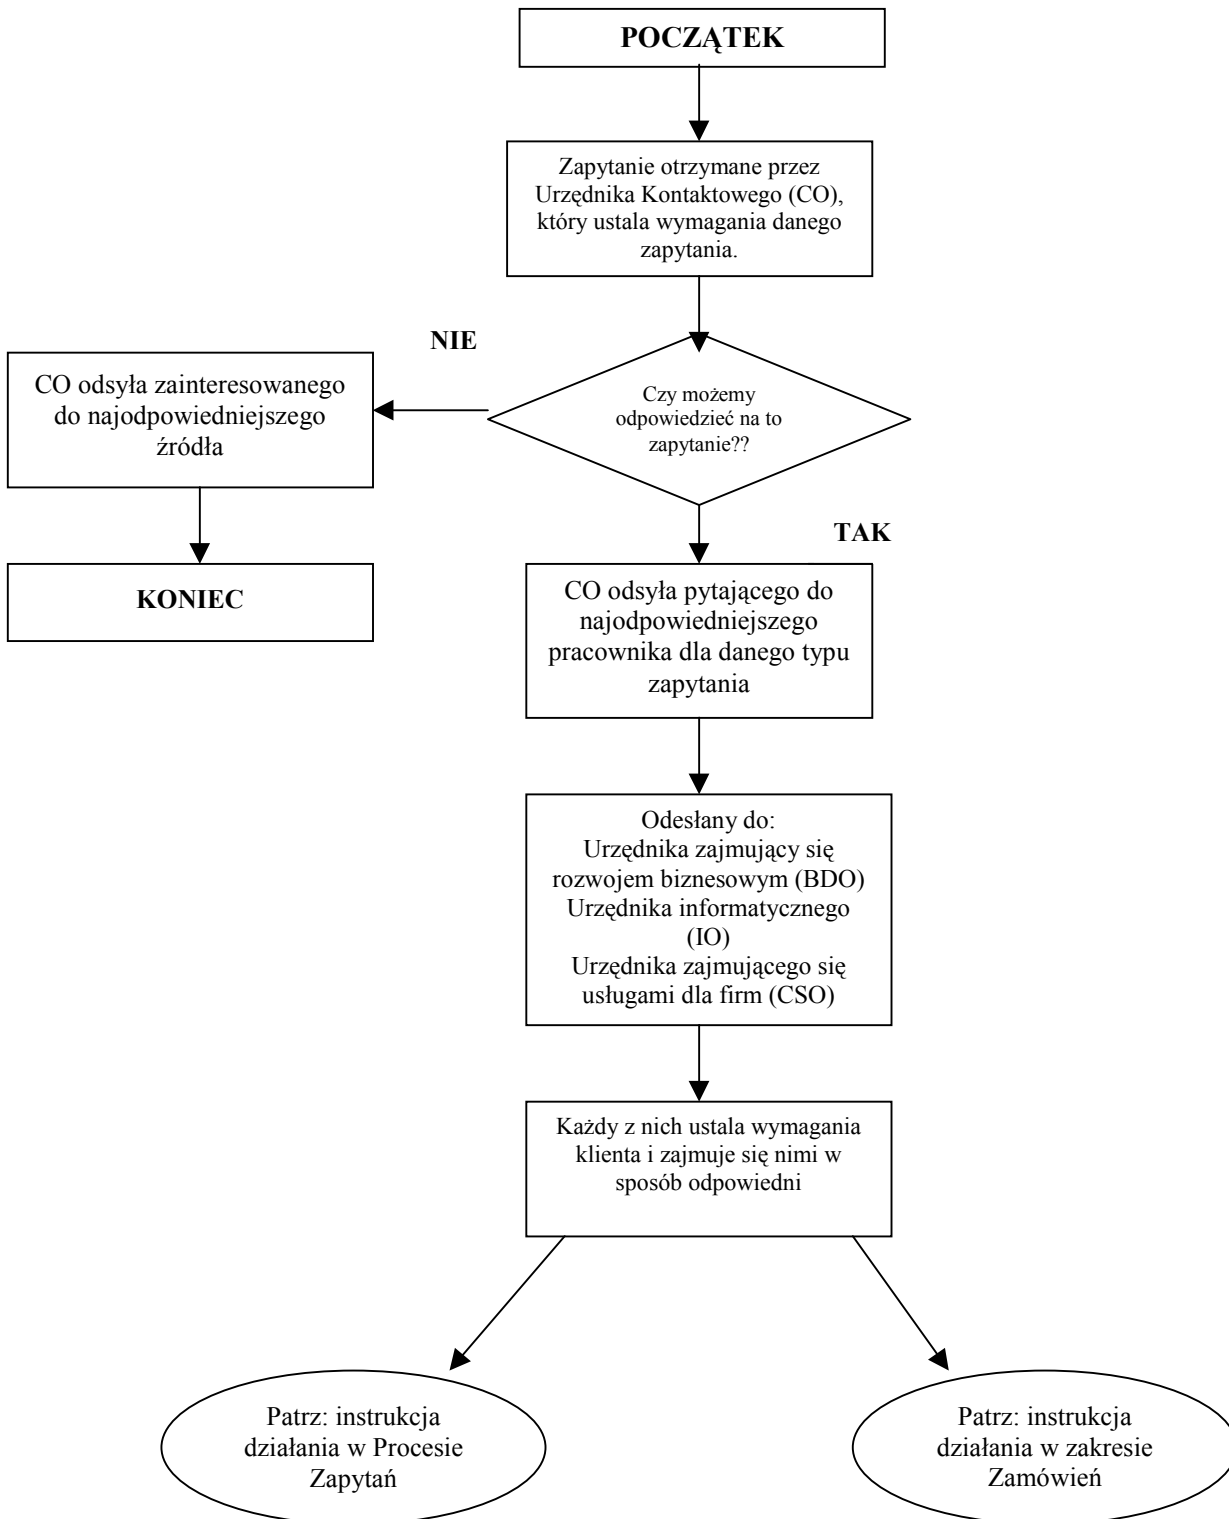 POCZĄTEK
Zapytanie otrzymane przez
Urzędnika Kontaktowego (CO),
który ustala wymagania danego
zapytania.
NIE
CO odsyła zainteresowanego
do najodpowiedniejszego
źródła
Czy możemy
odpowiedzieć na to
zapytanie??
TAK
KONIEC
CO odsyła pytającego do
najodpowiedniejszego
pracownika dla danego typu
zapytania
Odesłany do:
Urzędnika zajmujący się
rozwojem biznesowym (BDO)
Urzędnika informatycznego
(IO)
Urzędnika zajmującego się
usługami dla firm (CSO)
Każdy z nich ustala wymagania
klienta i zajmuje się nimi w
sposób odpowiedni
Patrz: instrukcja
działania w Procesie
Zapytań
Patrz: instrukcja
działania w zakresie
Zamówień